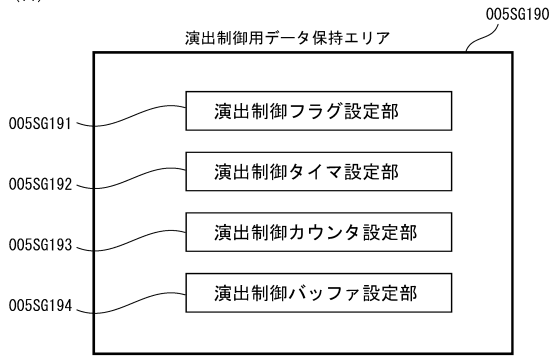 005SG190
演出制御用データ保持エリア
005SG191
演出制御フラグ設定部
005SG192
演出制御タイマ設定部
005SG193
演出制御カウンタ設定部
005SG194
演出制御バッファ設定部